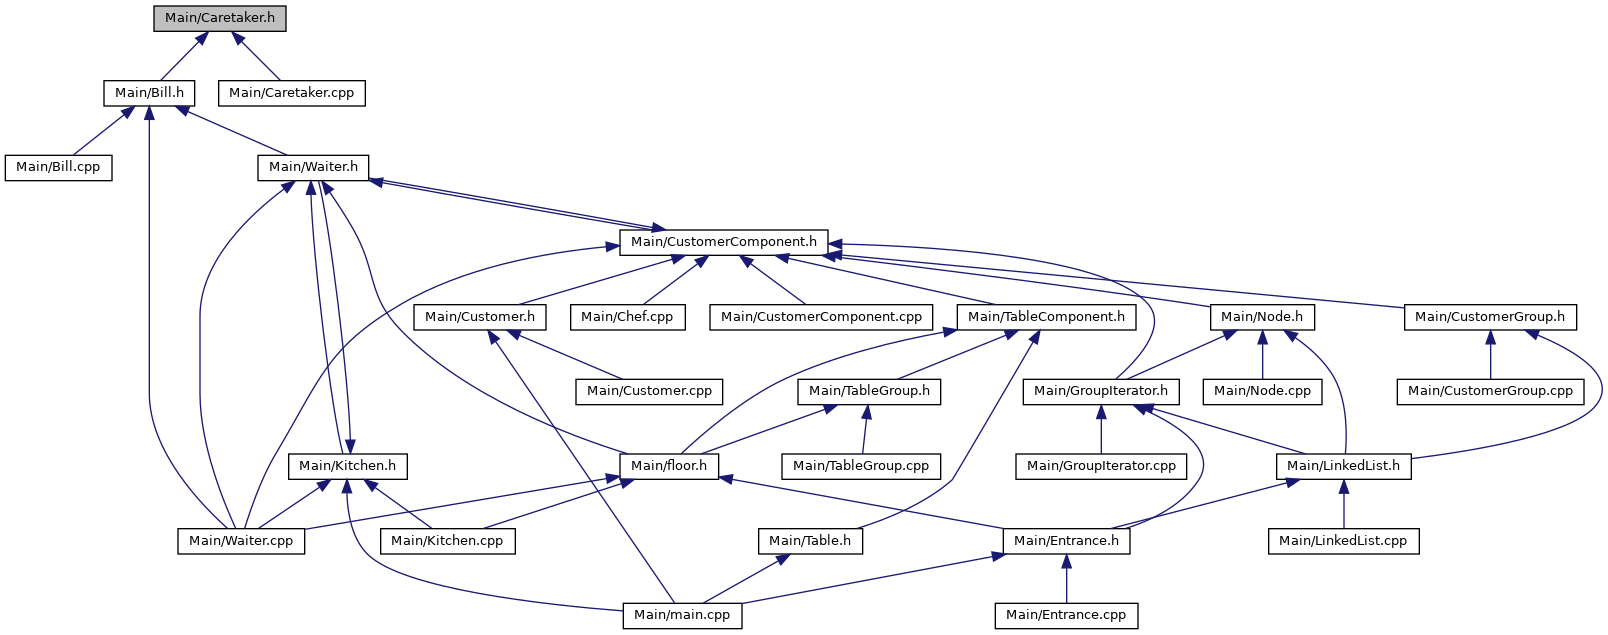 Main/Caretaker.h
Main/Bill.h
Main/Caretaker.cpp
Main/Bill.cpp
Main/Waiter.h
Main/CustomerComponent.h
Main/Customer.h
Main/Chef.cpp
Main/CustomerComponent.cpp
Main/TableComponent.h
Main/Node.h
Main/CustomerGroup.h
Main/Customer.cpp
Main/TableGroup.h
Main/GroupIterator.h
Main/Node.cpp
Main/CustomerGroup.cpp
Main/Kitchen.h
Main/floor.h
Main/TableGroup.cpp
Main/GroupIterator.cpp
Main/LinkedList.h
Main/Waiter.cpp
Main/Kitchen.cpp
Main/Table.h
Main/Entrance.h
Main/LinkedList.cpp
Main/main.cpp
Main/Entrance.cpp